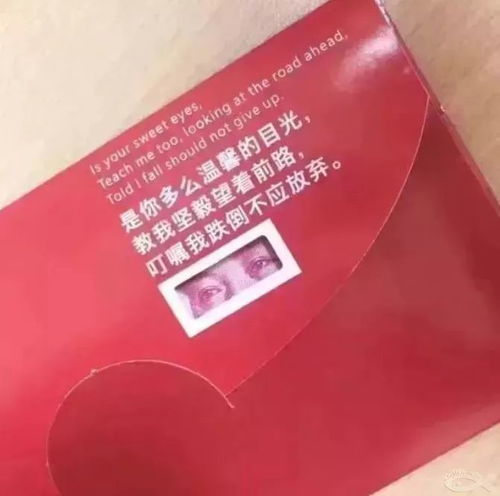 Is your sweet eyes,
Teach me too, looking at the road ahead,
Told I fall should not give up.
是你多么温馨的目光，
教我坚毅望着前路，
叮嘱我跌倒不应放弃。